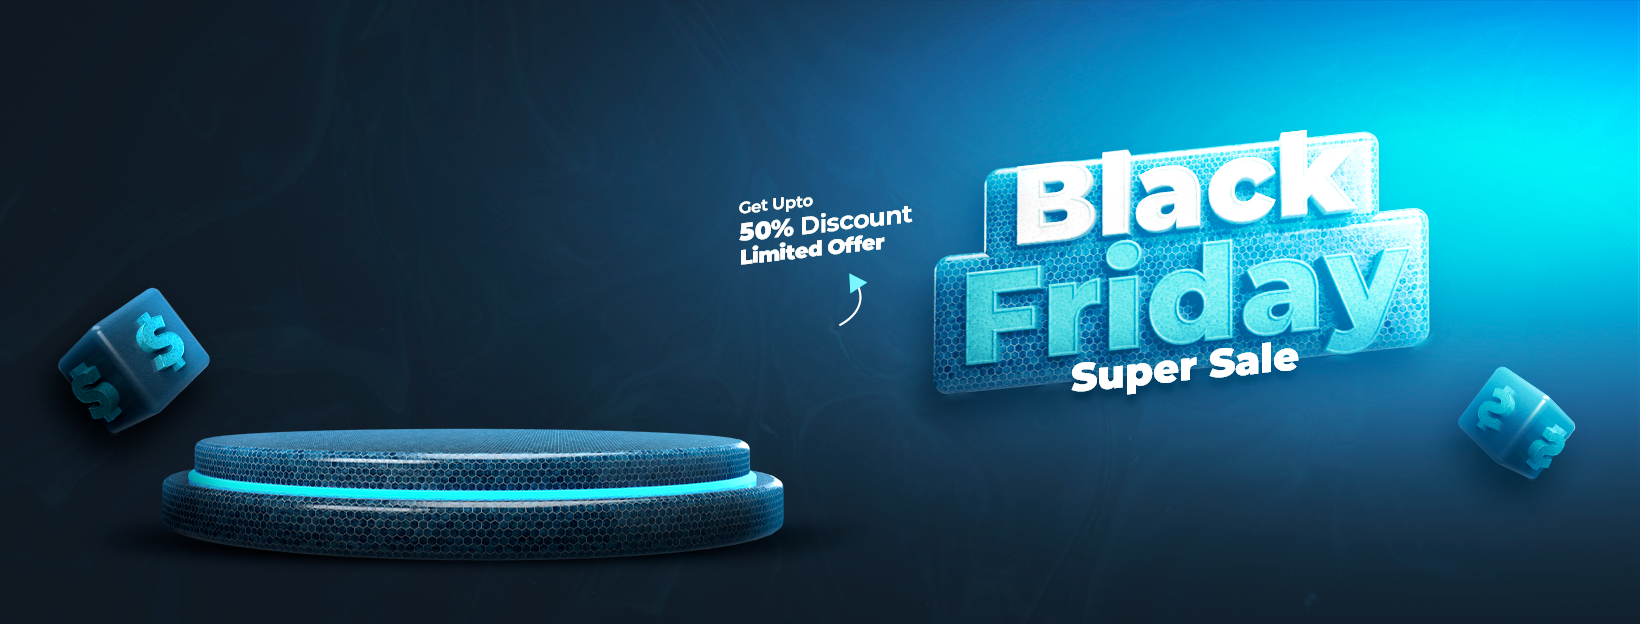 Get Upto
50% Discount
Limited Offer
Black
Friday
Super Sale
$
$
$
$